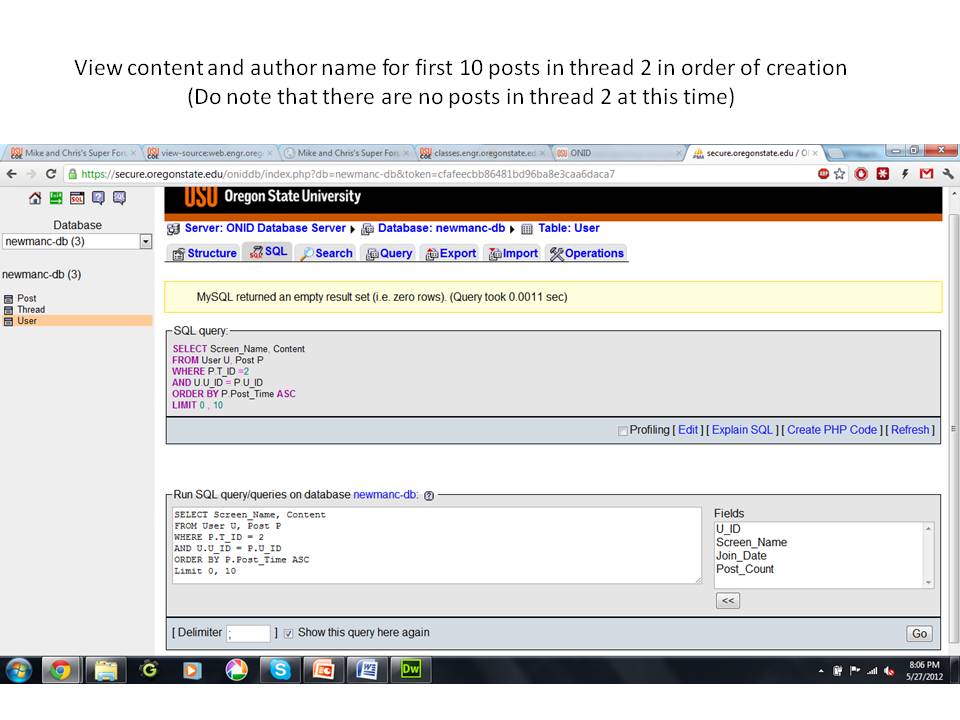 View content and author name for first 10 posts in thread 2 in order of creation
(Do note that there are no posts in thread 2 at this time)
Mike and Chris's Super For
view-source:web.engr.oreg
Mike and Chris's Super For
classes.engr.oregonstate.ed
OSU ONID
secure.oregonstate.edu / O
https://secure.oregonstate.edu/oniddb/index.php?db=newmanc-db&token=cfafeecbb86481bd96ba8e3caa6daca7
OSU Oregon State University
Database
newmanc-db (3)
newmanc-db (3)
Post
Thread
User
Server: ONID Database Server
Database: newmanc-db
Table: User
Structure
SQL
Search
Query
Export
Import
Operations
MySQL returned an empty result set (i.e. zero rows). (Query took 0.0011 sec)
SQL query:
SELECT Screen_Name, Content
FROM User U, Post P
WHERE P.T_ID =2
AND U.U_ID = P.U_ID
ORDER BY P.Post_Time ASC
LIMIT 0 , 10
Profiling [ Edit ] [ Explain SQL ] [ Create PHP Code ] [ Refresh ]
Run SQL query/queries on database newmanc-db:
SELECT Screen_Name, Content
FROM User U, Post P
WHERE P.T_ID = 2
AND U.U_ID = P.U_ID
ORDER BY P.Post_Time ASC
Limit 0, 10
Fields
U_ID
Screen_Name
Join_Date
Post_Count
<<
[ Delimiter ; ] Show this query here again
Go
8:06 PM
5/27/2012